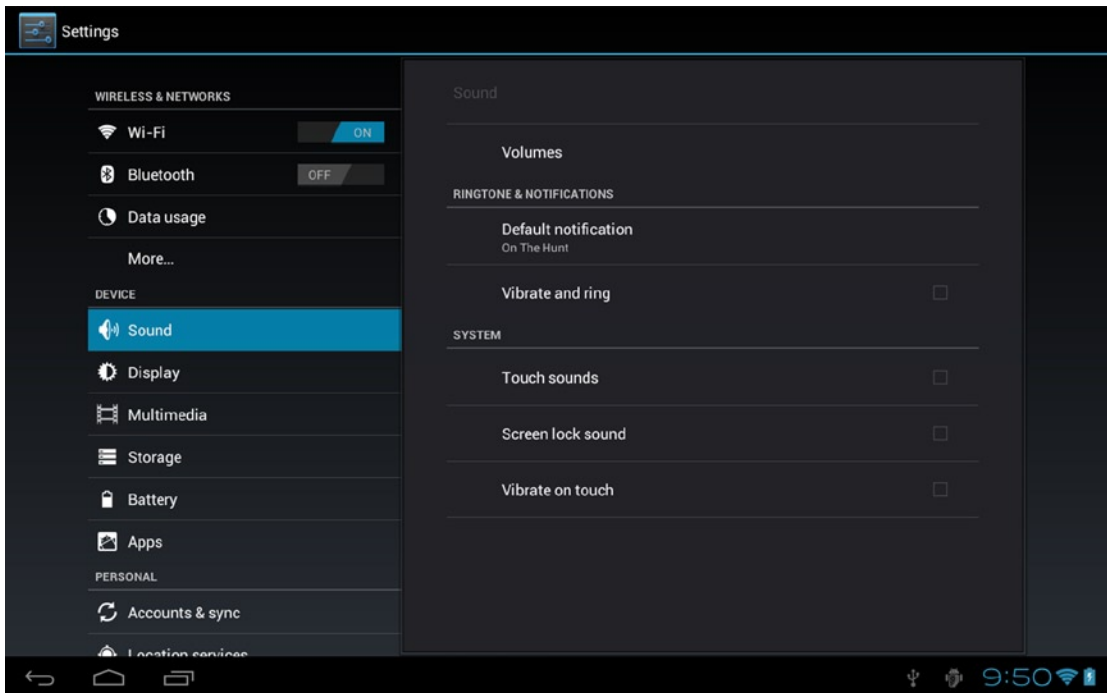 Settings
WIRELESS & NETWORKS
Wi-Fi
ON
Bluetooth
OFF
Data usage
More...
DEVICE
Sound
Display
Multimedia
Storage
Battery
Apps
PERSONAL
Accounts & sync
Location services
Sound
Volumes
RINGTONE & NOTIFICATIONS
Default notification
On The Hunt
Vibrate and ring
SYSTEM
Touch sounds
Screen lock sound
Vibrate on touch
9:50